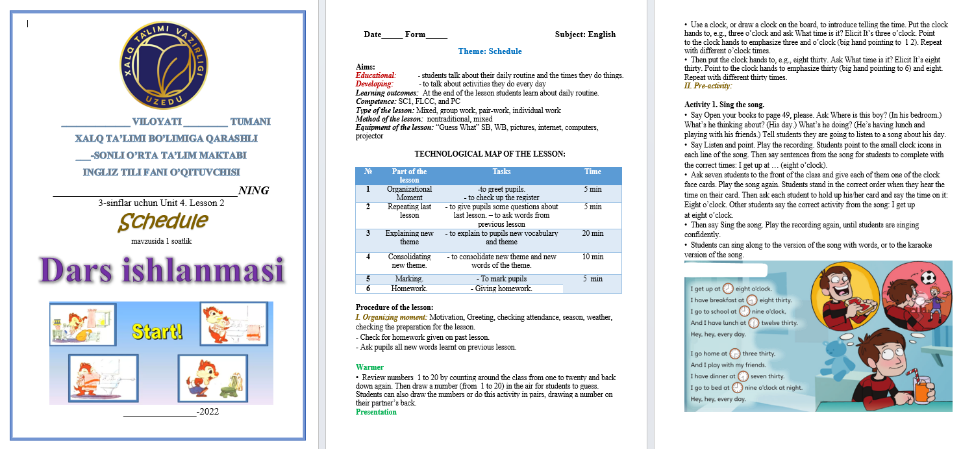 XALQ TA'LIMI VAZIRLIGI
UZEDU
____________ VILOYATI ________ TUMANI
XALQ TA'LIMI BO'LIMIGA QARASHLI
___-SONLI O'RTA TA'LIM MAKTABI
INGLIZ TILI FANI O'QITUVCHISI
______________________________NING
3-sinflar uchun Unit 4. Lesson 2
Schedule
mavzusida 1 soatlik
Dars ishlanmasi
Start!
_______________-2022
Date_____ Form_____ Subject: English
Theme: Schedule
Aims:
Educational: - students talk about their daily routine and the times they do things.
Developing: - to talk about activities they do every day
Learning outcomes: At the end of the lesson students learn about daily routine.
Competence: SC1, FLCC, and PC
Type of the lesson: Mixed, group work, pair-work, individual work
Method of the lesson: nontraditional, mixed
Equipment of the lesson: "Guess What" SB, WB, pictures, internet, computers,
projector
TECHNOLOGICAL MAP OF THE LESSON:
№ Part of the lesson Tasks Time
1 Organizational Moment -to greet pupils. - to check up the register 5 min
2 Repeating last lesson - to give pupils some questions about last lesson. – to ask words from previous lesson 5 min
3 Explaining new theme - to explain to pupils new vocabulary and theme 20 min
4 Consolidating new theme. - to consolidate new theme and new words of the theme. 10 min
5 Marking. - To mark pupils 5 min
6 Homework. - Giving homework.
Procedure of the lesson:
I. Organizing moment: Motivation, Greeting, checking attendance, season, weather,
checking the preparation for the lesson.
- Check for homework given on past lesson.
- Ask pupils all new words learnt on previous lesson.
Warmer
• Review numbers 1 to 20 by counting around the class from one to twenty and back
down again. Then draw a number (from 1 to 20) in the air for students to guess.
Students can also draw the numbers or do this activity in pairs, drawing a number on
their partner's back.
Presentation
• Use a clock, or draw a clock on the board, to introduce telling the time. Put the clock
hands to, e.g., three o'clock and ask What time is it? Elicit It's three o'clock. Point
to the clock hands to emphasize three and o'clock (big hand pointing to 12). Repeat
with different o'clock times.
• Then put the clock hands to, e.g., eight thirty. Ask What time is it? Elicit It's eight
thirty. Point to the clock hands to emphasize thirty (big hand pointing to 6) and eight.
Repeat with different thirty times.
II. Pre-activity:
Activity 1. Sing the song.
• Say Open your books to page 49, please. Ask Where is this boy? (In his bedroom.)
What's he thinking about? (His day.) What's he doing? (He's having lunch and
playing with his friends.) Tell students they are going to listen to a song about his day.
• Say Listen and point. Play the recording. Students point to the small clock icons in
each line of the song. Then say sentences from the song for students to complete with
the correct times: I get up at … (eight o'clock).
• Ask seven students to the front of the class and give each of them one of the clock
face cards. Play the song again. Students stand in the correct order when they hear the
time on their card. Then ask each student to hold up his/her card and say the time on it.
Eight o'clock. Other students say the correct activity from the song: I get up
at eight o'clock.
• Then say Sing the song. Play the recording again, until students are singing
confidently.
• Students can sing along to the version of the song with words, or to the karaoke
version of the song.
I get up at eight o'clock.
I have breakfast at eight thirty.
I go to school at nine o'clock,
And I have lunch at twelve thirty.
Hey, hey, every day.
I go home at three thirty.
And I play with my friends.
I have dinner at seven thirty.
I go to bed at nine o'clock at night.
Hey, hey, every day.